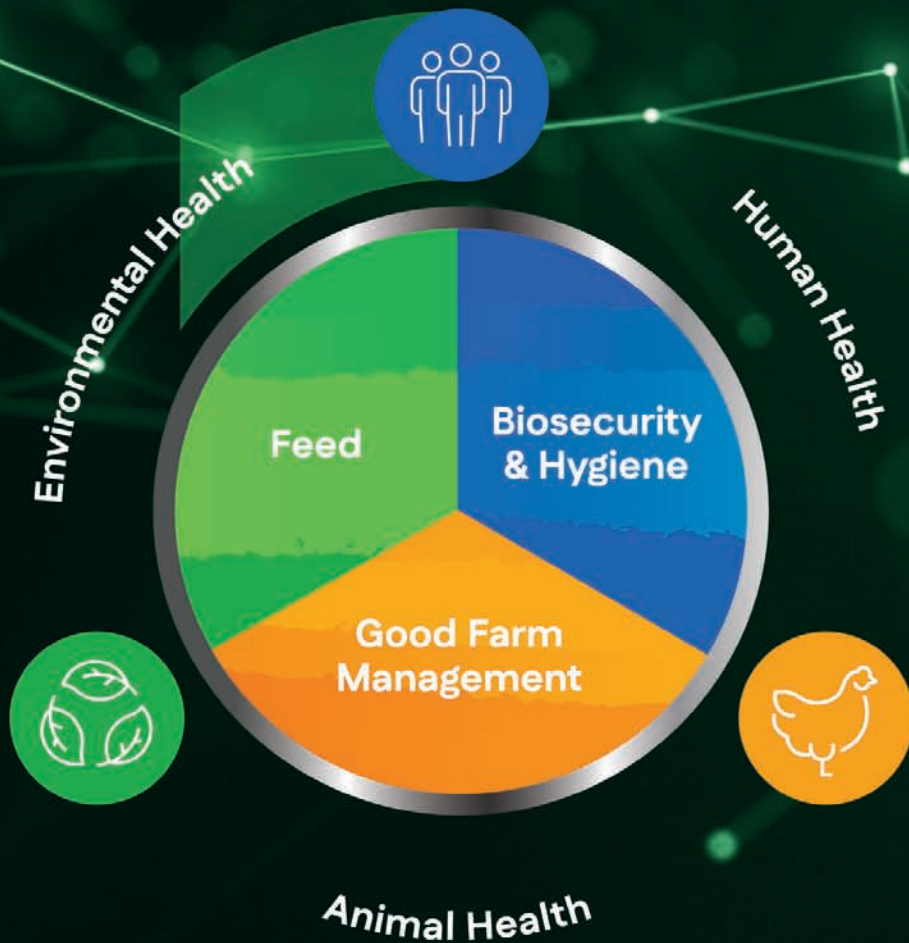 Environmental Health
Human Health
Feed
Biosecurity
& Hygiene
Good Farm
Management
Animal Health